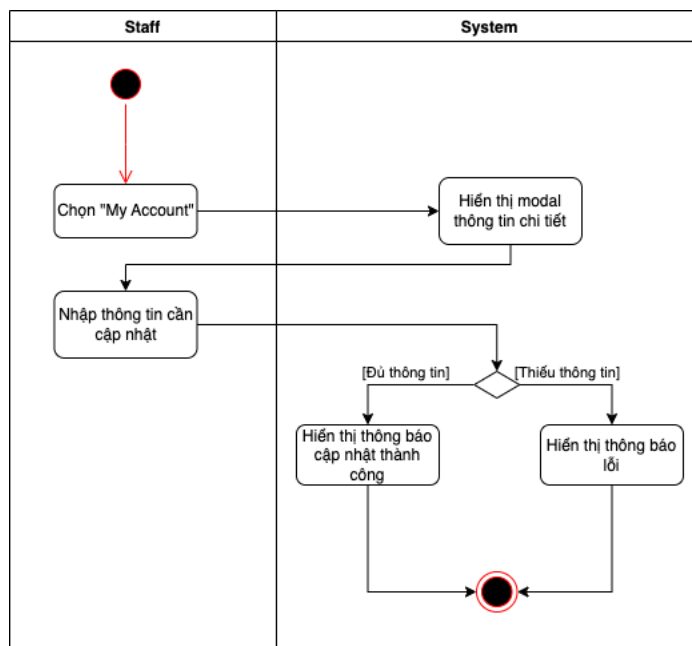 Staff
System
Chọn "My Account"
Hiển thị modal
thông tin chi tiết
Nhập thông tin cần
cập nhật
[Đủ thông tin]
[Thiếu thông tin]
Hiển thị thông báo
cập nhật thành
công
Hiển thị thông báo
lỗi